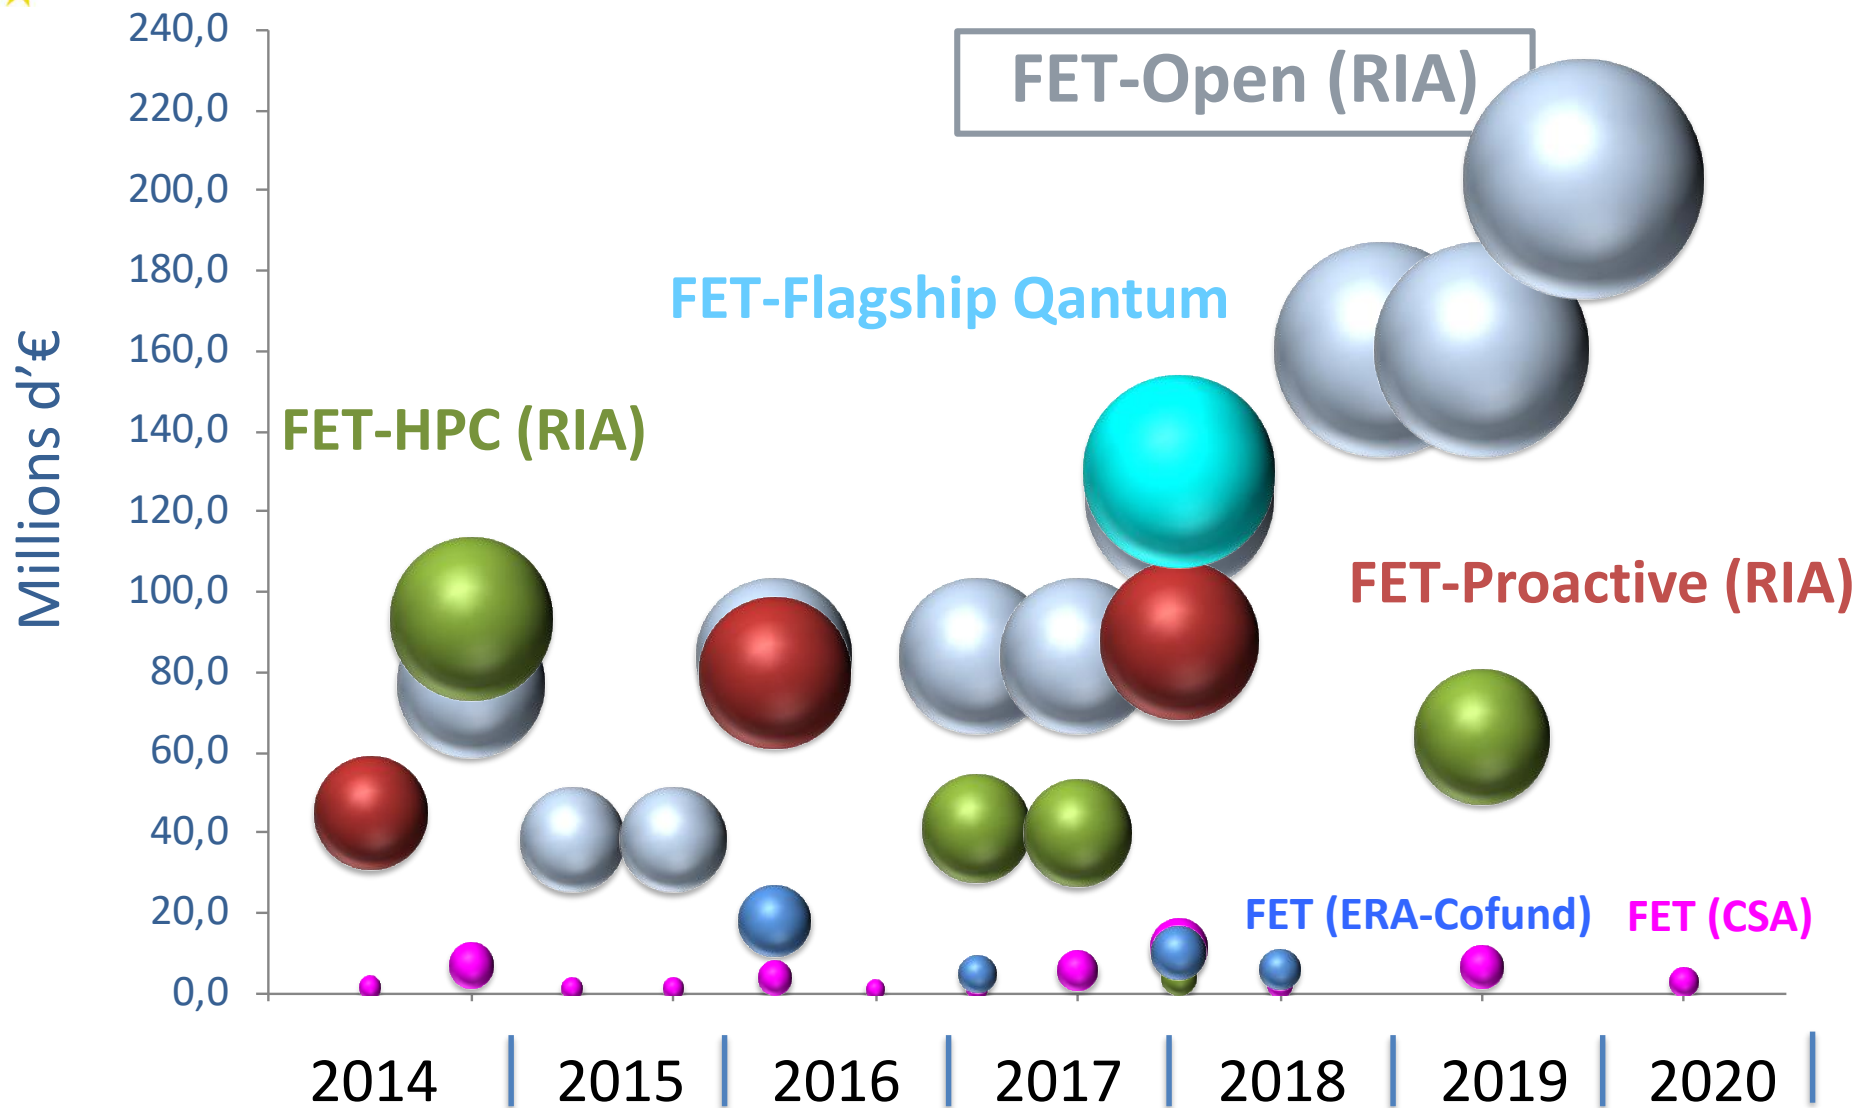 240,0
220,0
200,0
180,0
160,0
140,0
120,0
100,0
80,0
60,0
40,0
20,0
0,0
Millions d’€
FET-Open (RIA)
FET-Flagship Qantum
FET-HPC (RIA)
FET-Proactive (RIA)
FET (ERA-Cofund)
FET (CSA)
2014
2015
2016
2017
2018
2019
2020